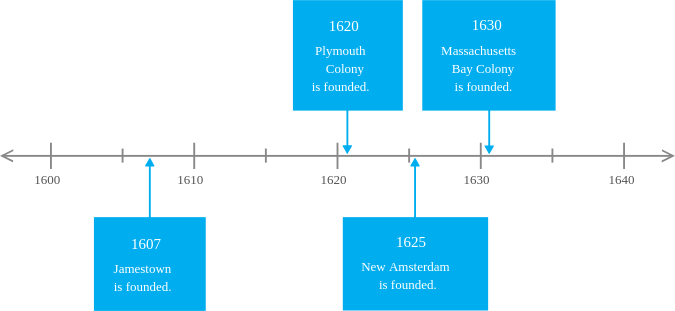 1620
Plymouth
Colony
is founded.
1630
Massachusetts
Bay Colony
is founded.
1600
1610
1620
1630
1640
1607
Jamestown
is founded.
1625
New Amsterdam
is founded.